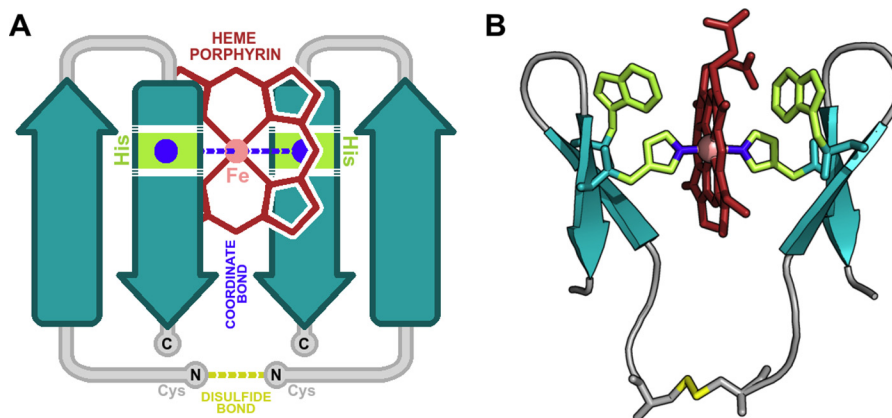 A
HEME
PORPHYRIN
His
Fe
His
COORDINATE
BOND
C
C
N
N
Cys
Cys
DISULFIDE
BOND
B